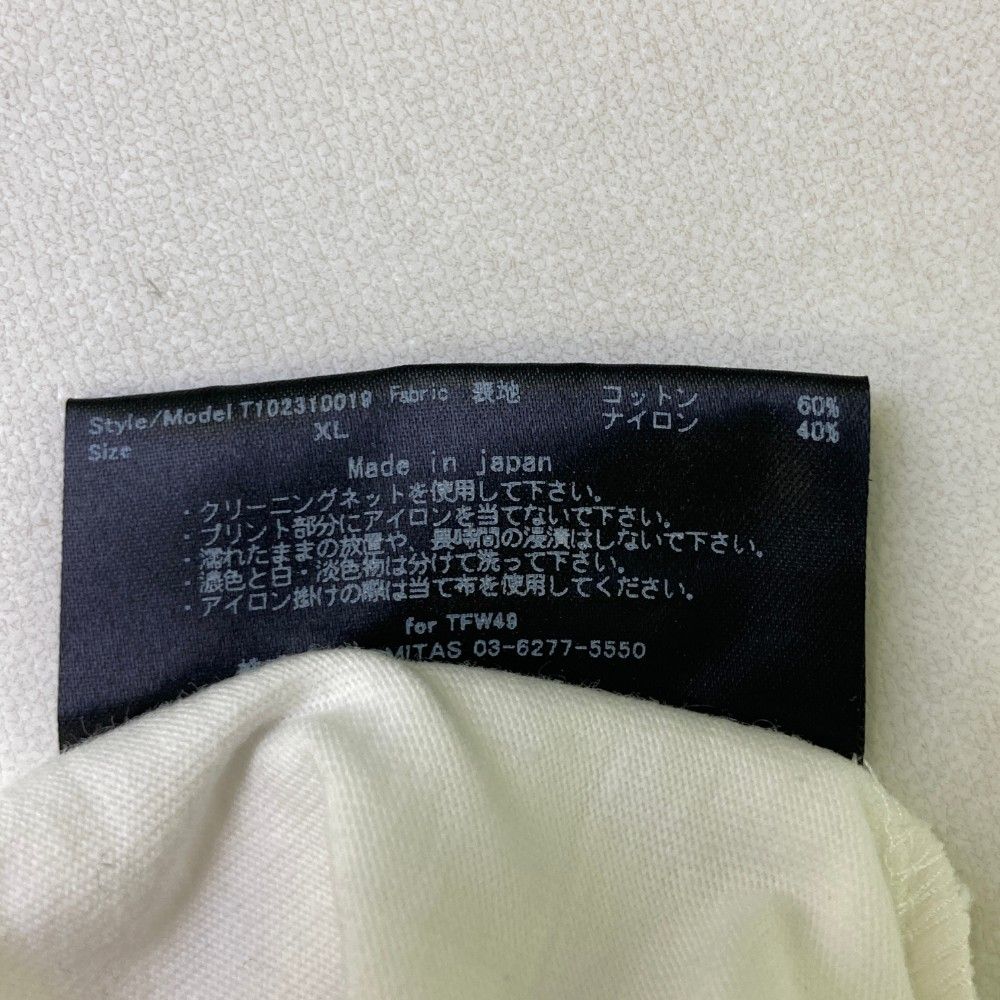 Style/Model T102310019 Fabric 表地 コットン 60%
Size XL ナイロン 40%
Made in japan
・クリーニングネットを使用して下さい。
・プリント部分にアイロンを当てないで下さい。
・濡れたままの放置や、長時間の浸漬はしないで下さい。
・濃色と白・淡色物は分けて洗って下さい。
・アイロン掛けの際は当て布を使用してください。
for TFW49
MITAS 03-6277-5550